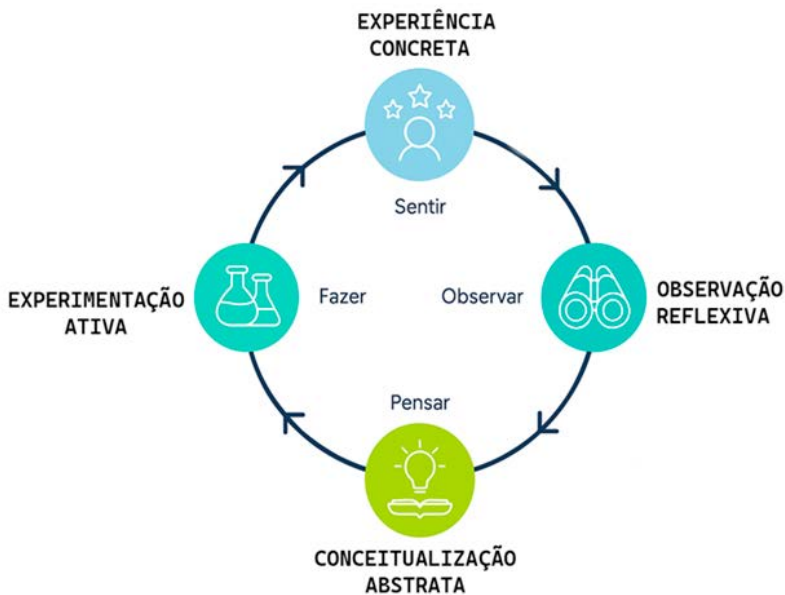 EXPERIÊNCIA
CONCRETA
Sentir
EXPERIMENTAÇÃO
ATIVA
Fazer
Observar
OBSERVAÇÃO
REFLEXIVA
Pensar
CONCEITUALIZAÇÃO
ABSTRATA